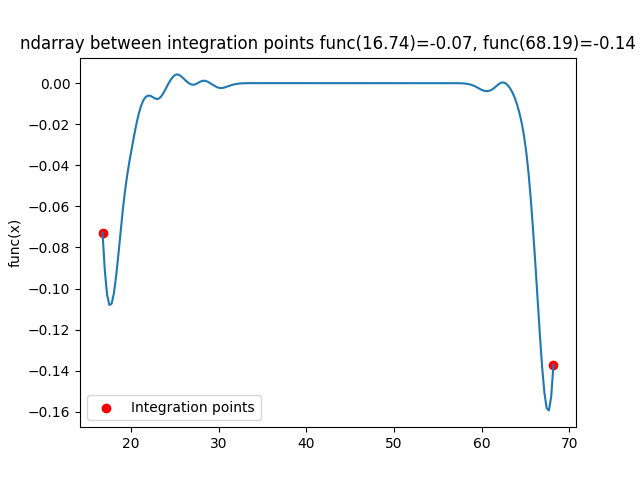 ndarray between integration points func(16.74)=-0.07, func(68.19)=-0.14
0.00
−0.02
−0.04
−0.06
−0.08
−0.10
−0.12
−0.14
−0.16
func(x)
Integration points
20 30 40 50 60 70